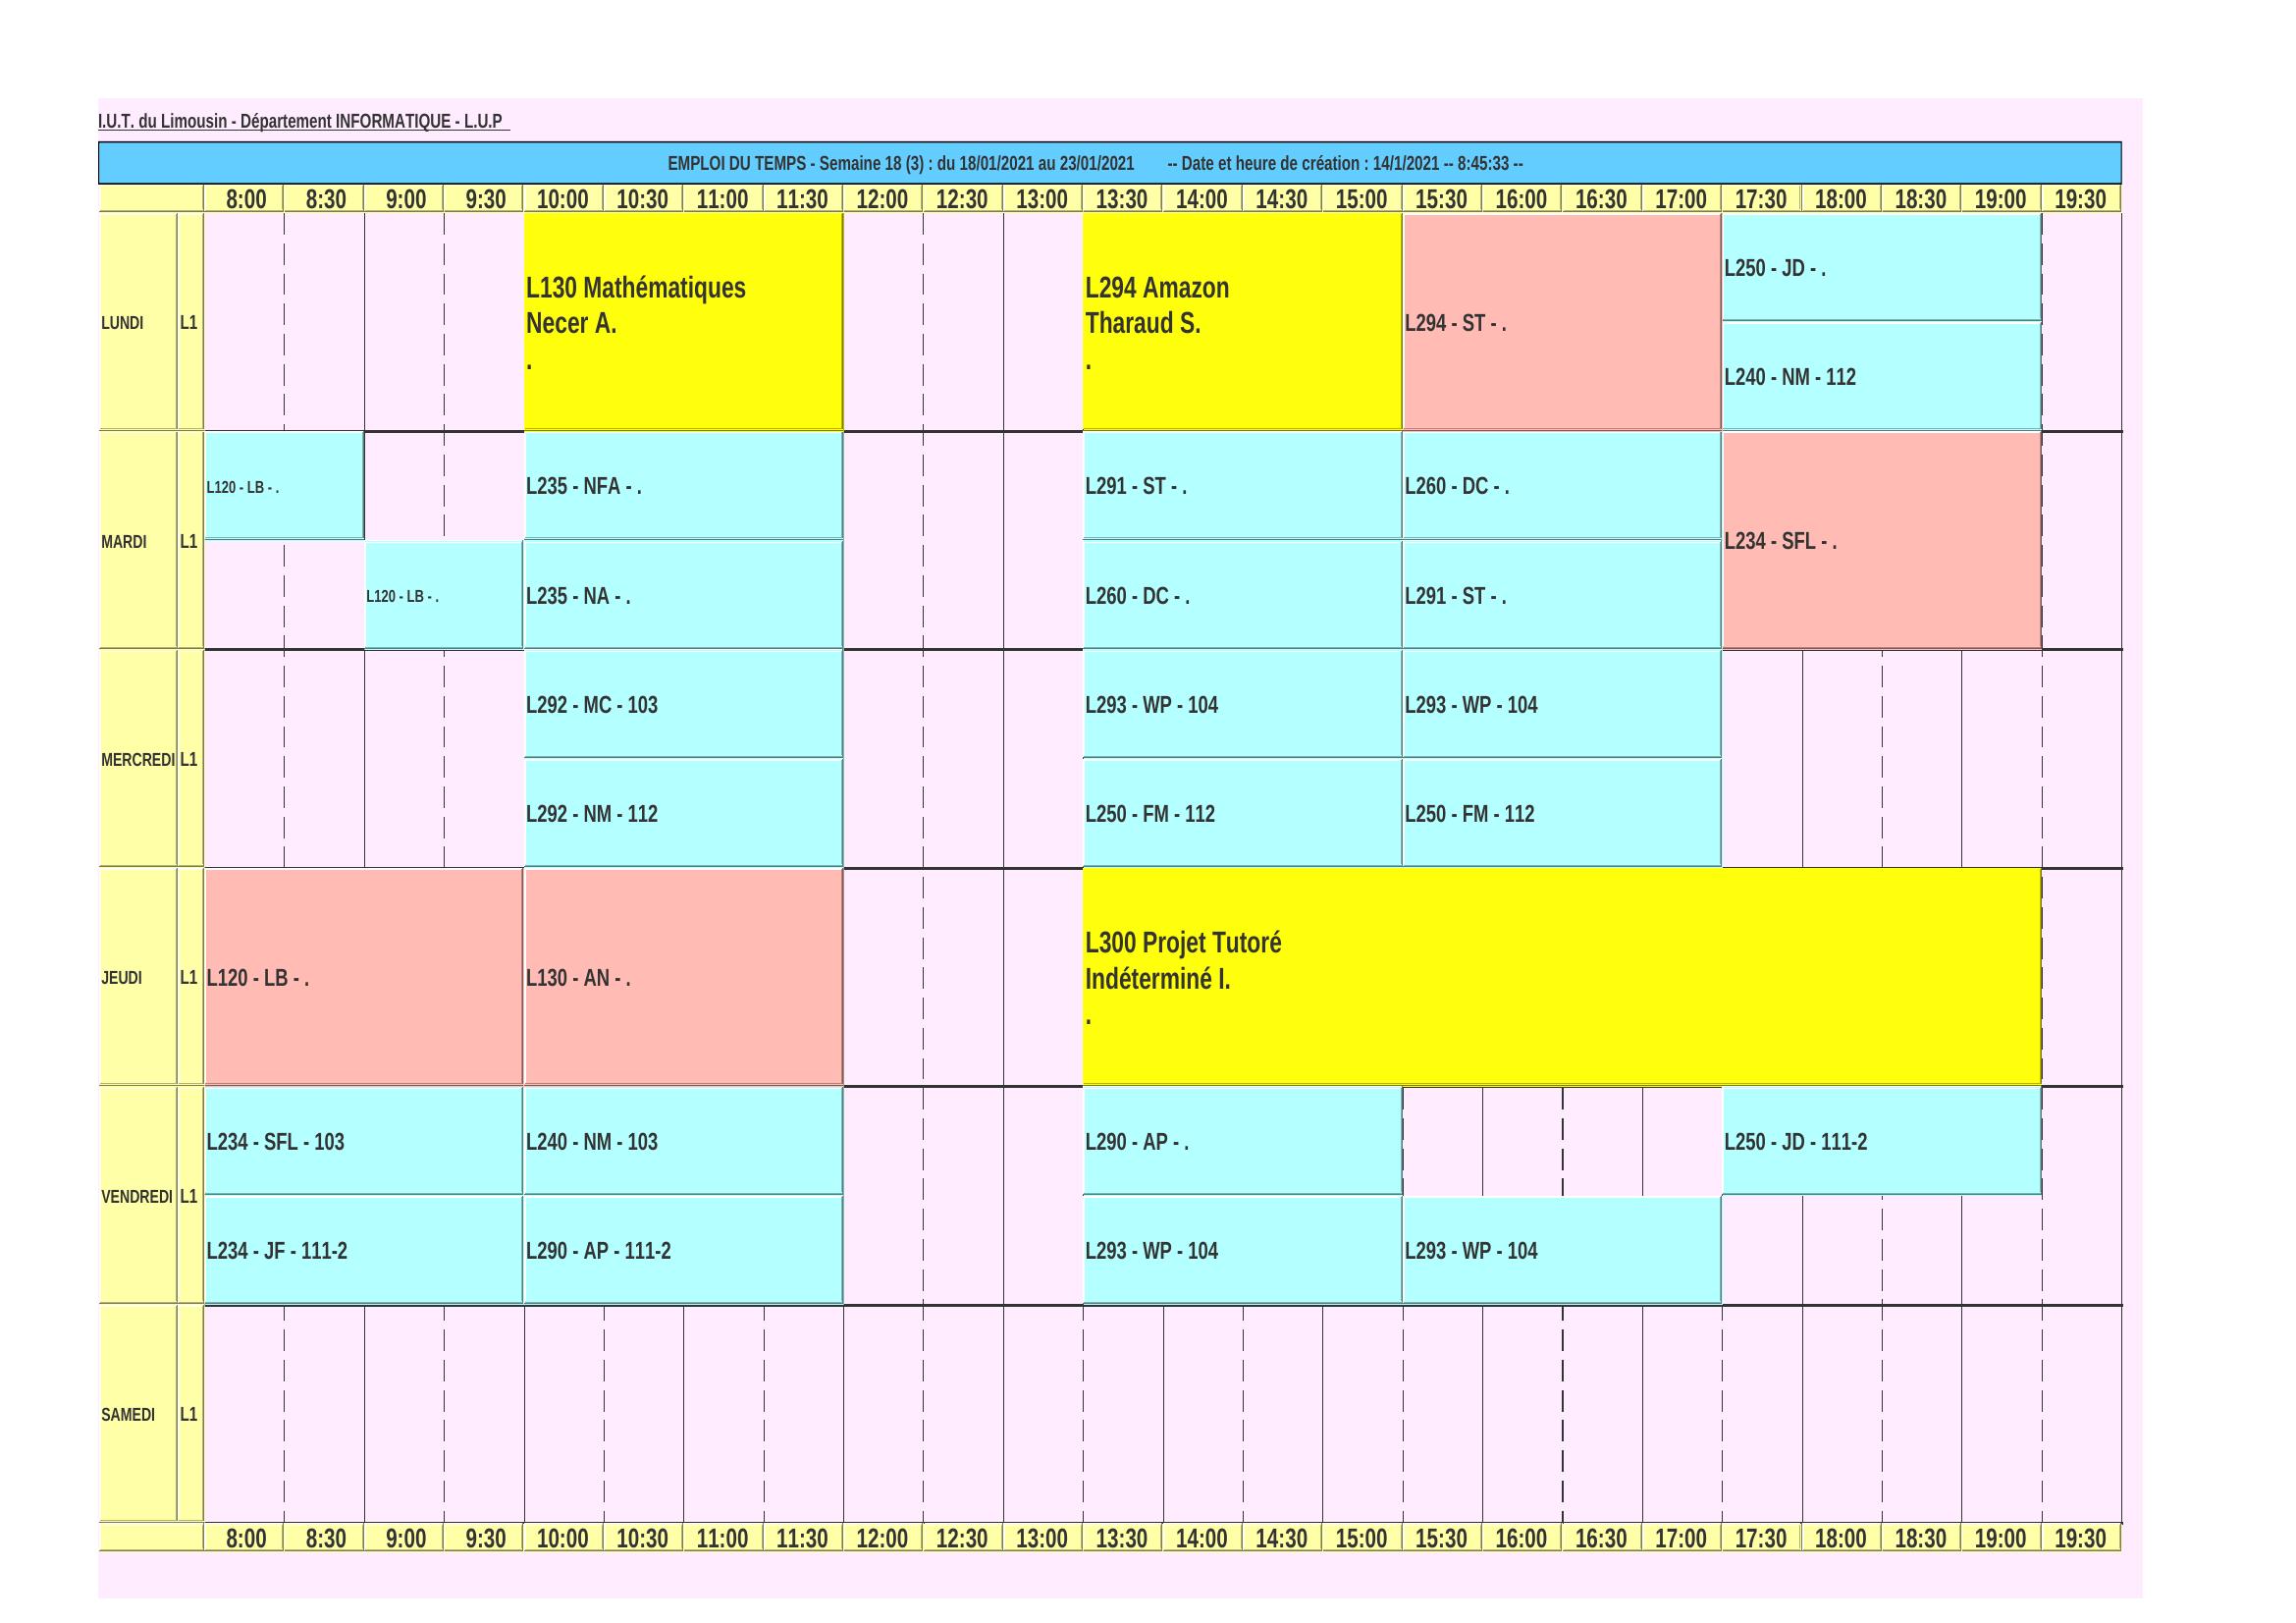 I.U.T. du Limousin - Département INFORMATIQUE - L.U.P
EMPLOI DU TEMPS - Semaine 18 (3) : du 18/01/2021 au 23/01/2021 -- Date et heure de création : 14/1/2021 -- 8:45:33 --
8:00 8:30 9:00 9:30 10:00 10:30 11:00 11:30 12:00 12:30 13:00 13:30 14:00 14:30 15:00 15:30 16:00 16:30 17:00 17:30 18:00 18:30 19:00 19:30
LUNDI L1
L130 Mathématiques
Necer A.
.
L294 Amazon
Tharaud S.
.
L294 - ST - .
L250 - JD - .
L240 - NM - 112
MARDI L1
L120 - LB - .
L235 - NFA - .
L291 - ST - .
L260 - DC - .
L234 - SFL - .
L120 - LB - .
L235 - NA - .
L260 - DC - .
L291 - ST - .
MERCREDI L1
L292 - MC - 103
L293 - WP - 104
L293 - WP - 104
L292 - NM - 112
L250 - FM - 112
L250 - FM - 112
JEUDI L1
L120 - LB - .
L130 - AN - .
L300 Projet Tutoré
Indéterminé I.
.
VENDREDI L1
L234 - SFL - 103
L240 - NM - 103
L290 - AP - .
L250 - JD - 111-2
L234 - JF - 111-2
L290 - AP - 111-2
L293 - WP - 104
L293 - WP - 104
SAMEDI L1
8:00 8:30 9:00 9:30 10:00 10:30 11:00 11:30 12:00 12:30 13:00 13:30 14:00 14:30 15:00 15:30 16:00 16:30 17:00 17:30 18:00 18:30 19:00 19:30